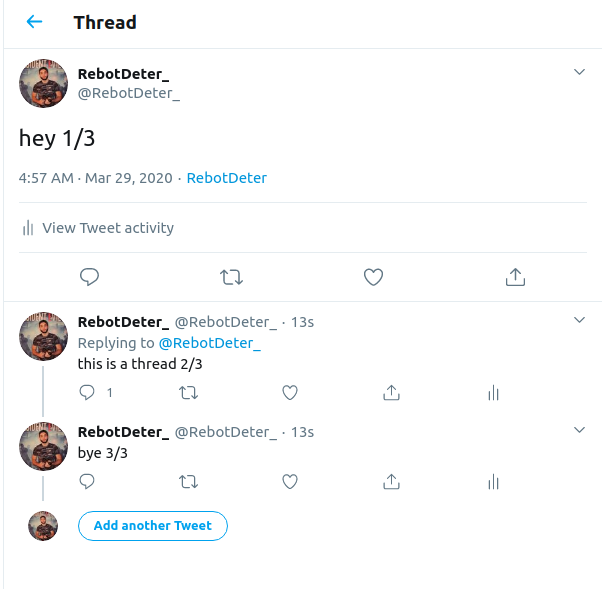 Thread
RebotDeter_
@RebotDeter_
hey 1/3
4:57 AM · Mar 29, 2020 · RebotDeter
View Tweet activity
RebotDeter_ @RebotDeter_ · 13s
Replying to @RebotDeter_
this is a thread 2/3
1
RebotDeter_ @RebotDeter_ · 13s
bye 3/3
Add another Tweet